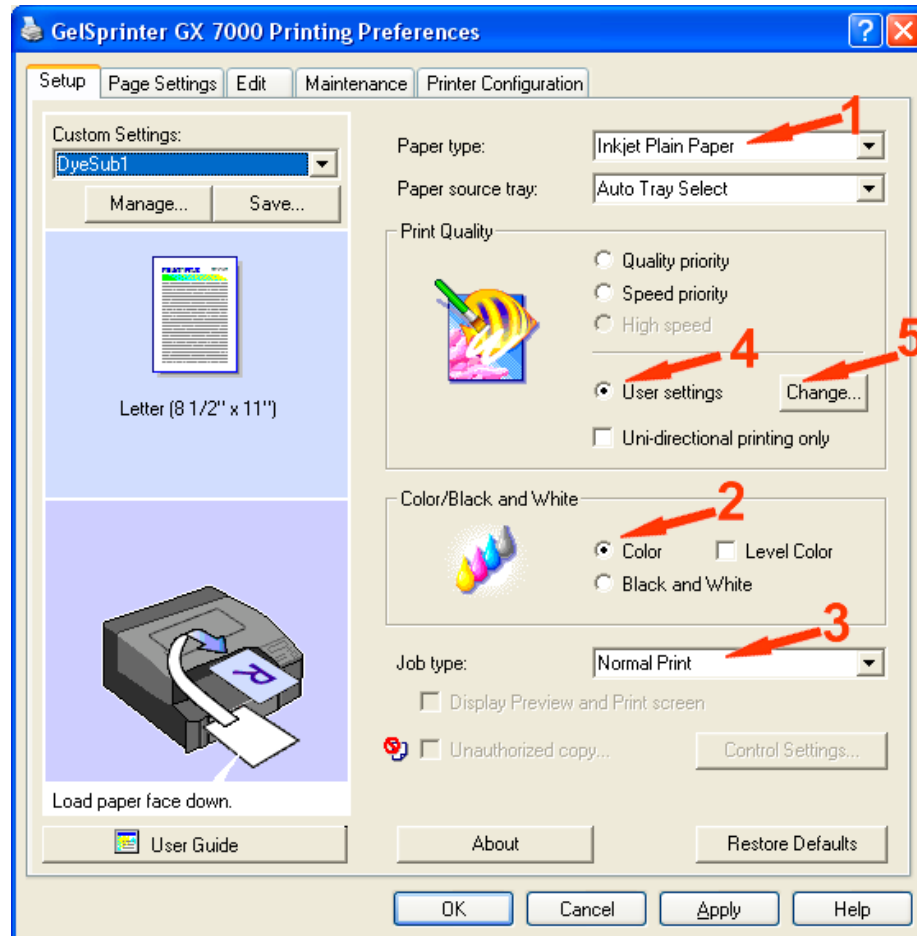 GelSprinter GX 7000 Printing Preferences
Setup
Page Settings
Edit
Maintenance
Printer Configuration
Custom Settings:
DyeSub1
Manage...
Save...
Letter (8 1/2" x 11")
R
Load paper face down.
User Guide
Paper type:
Inkjet Plain Paper
1
Paper source tray:
Auto Tray Select
Print Quality
Quality priority
Speed priority
High speed
4
User settings
5
Change...
Uni-directional printing only
Color/Black and White
2
Color
Level Color
Black and White
3
Job type:
Normal Print
Display Preview and Print screen
Unauthorized copy...
Control Settings...
About
Restore Defaults
OK
Cancel
Apply
Help